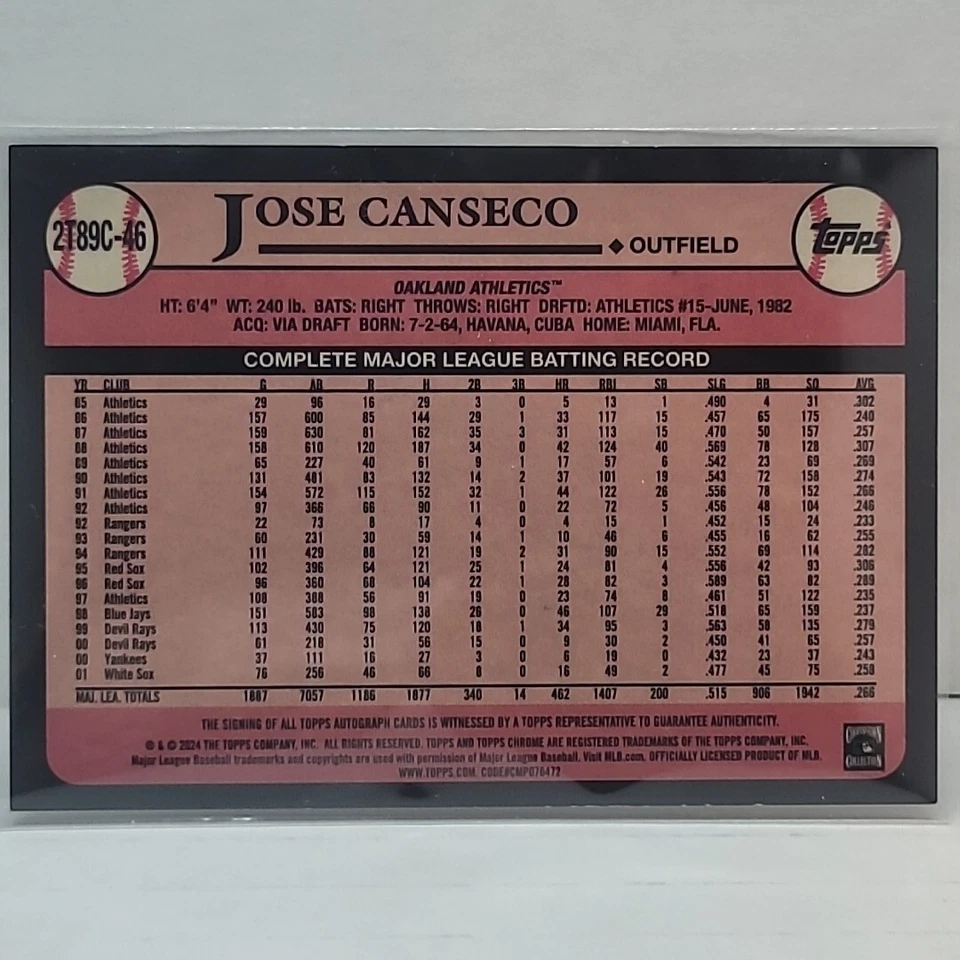 2T89C-46
JOSE CANSECO
OUTFIELD
topps
OAKLAND ATHLETICS™
HT: 6'4" WT: 240 lb. BATS: RIGHT THROWS: RIGHT DRFTD: ATHLETICS #15-JUNE, 1982
ACQ: VIA DRAFT BORN: 7-2-64, HAVANA, CUBA HOME: MIAMI, FLA.
COMPLETE MAJOR LEAGUE BATTING RECORD
YR CLUB G AB R H 2B 3B HR RBI SB SLG BB SO AVG
85 Athletics 29 96 16 29 3 0 5 13 1 .490 4 31 .302
86 Athletics 157 600 85 144 29 1 33 117 15 .457 65 175 .240
87 Athletics 159 630 81 162 35 3 31 113 15 .470 50 157 .257
88 Athletics 158 610 120 187 34 0 42 124 40 .569 78 128 .307
89 Athletics 65 227 40 61 9 1 17 57 6 .542 23 69 .269
90 Athletics 131 481 83 132 14 2 37 101 19 .543 72 158 .274
91 Athletics 154 572 115 152 32 1 44 122 26 .556 78 152 .266
92 Athletics 97 366 66 90 11 0 22 72 5 .456 48 104 .246
92 Rangers 22 73 8 17 4 0 4 15 1 .452 15 24 .233
93 Rangers 60 231 30 59 14 1 10 46 6 .455 16 62 .255
94 Rangers 111 429 88 121 19 2 31 90 15 .552 69 114 .282
95 Red Sox 102 396 64 121 25 1 24 81 4 .556 42 93 .306
96 Red Sox 96 360 68 104 22 1 28 82 3 .589 63 82 .289
97 Athletics 108 388 56 91 19 0 23 74 8 .461 51 122 .235
98 Blue Jays 151 583 98 138 26 0 46 107 29 .518 65 159 .237
99 Devil Rays 113 430 75 120 18 1 34 95 3 .563 58 135 .279
00 Devil Rays 61 218 31 56 15 0 9 30 2 .450 41 65 .257
00 Yankees 37 111 16 27 3 0 6 19 0 .432 23 37 .243
01 White Sox 76 256 46 66 8 0 16 49 2 .477 45 75 .258
MAJ. LEA. TOTALS 1887 7057 1186 1877 340 14 462 1407 200 .515 906 1942 .266
THE SIGNING OF ALL TOPPS AUTOGRAPH CARDS IS WITNESSED BY A TOPPS REPRESENTATIVE TO GUARANTEE AUTHENTICITY.
® & © 2024 THE TOPPS COMPANY, INC. ALL RIGHTS RESERVED. TOPPS AND TOPPS CHROME ARE REGISTERED TRADEMARKS OF THE TOPPS COMPANY, INC.
Major League Baseball trademarks and copyrights are used with permission of Major League Baseball. Visit MLB.com. OFFICIALLY LICENSED PRODUCT OF MLB.
WWW.TOPPS.COM CODE#CMP076472
COOPERSTOWN
COLLECTION